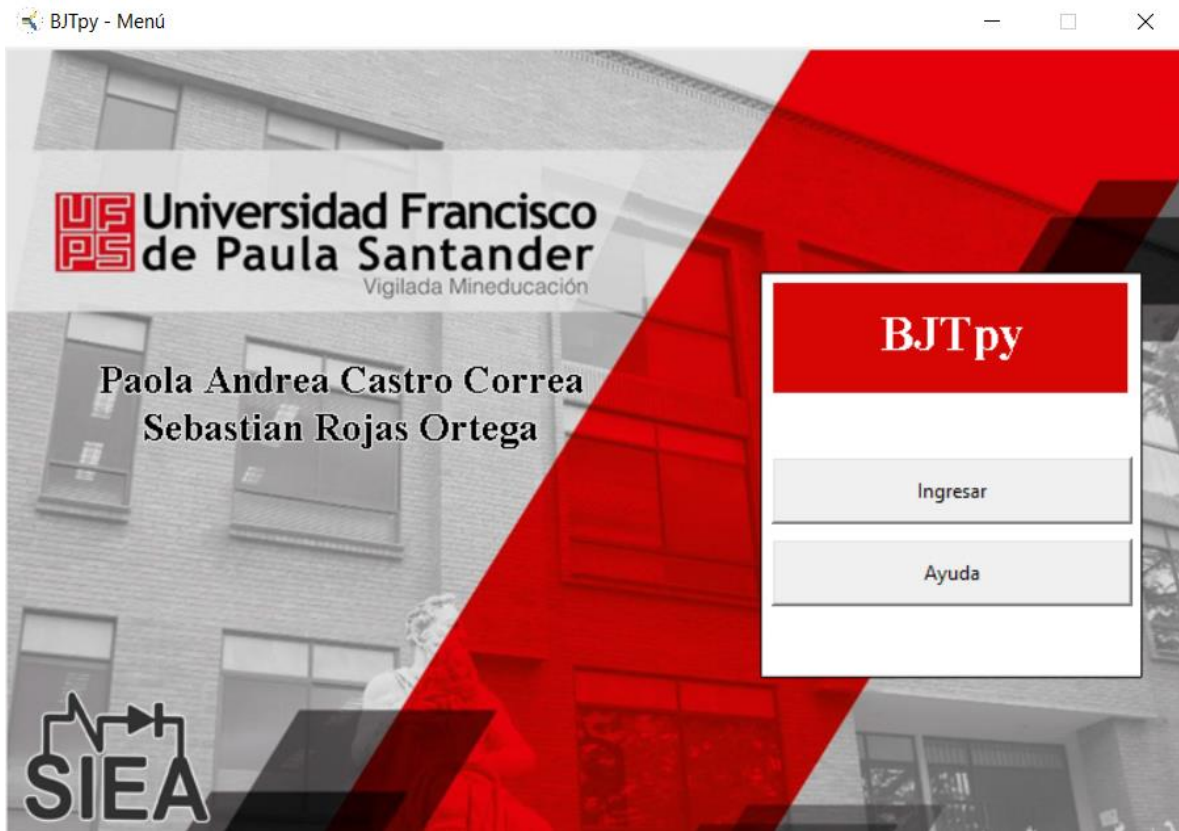 BJTpy - Menú
UFPS
Universidad Francisco
de Paula Santander
Vigilada Mineducación
Paola Andrea Castro Correa
Sebastian Rojas Ortega
BJTpy
Ingresar
Ayuda
SIEA